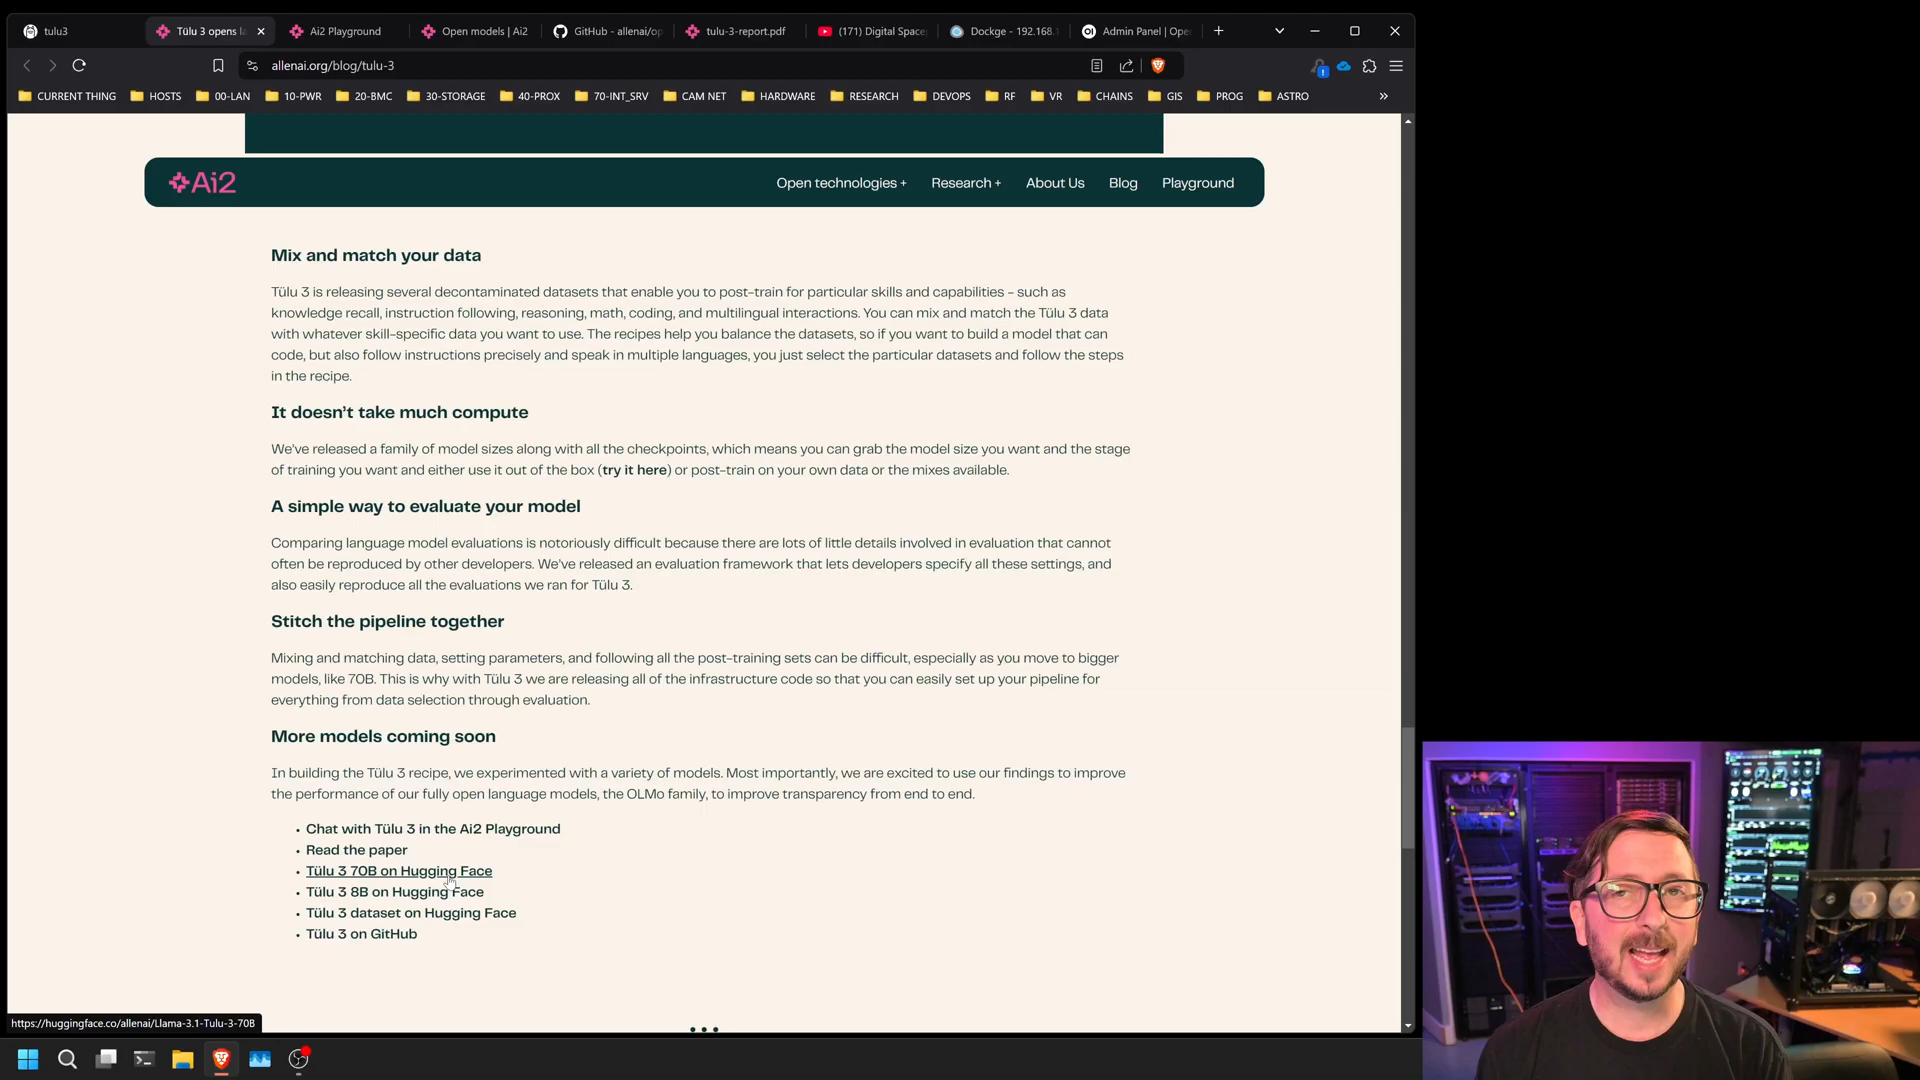 tulu3
Tülu 3 opens la
Ai2 Playground
Open models | Ai2
GitHub - allenai/op
tulu-3-report.pdf
(171) Digital Space
Dockge - 192.168.
Admin Panel | Ope
allenai.org/blog/tulu-3
CURRENT THING
HOSTS
00-LAN
10-PWR
20-BMC
30-STORAGE
40-PROX
70-INT_SRV
CAM NET
HARDWARE
RESEARCH
DEVOPS
RF
VR
CHAINS
GIS
PROG
ASTRO
Ai2
Open technologies +
Research +
About Us
Blog
Playground
Mix and match your data
Tülu 3 is releasing several decontaminated datasets that enable you to post-train for particular skills and capabilities - such as
knowledge recall, instruction following, reasoning, math, coding, and multilingual interactions. You can mix and match the Tülu 3 data
with whatever skill-specific data you want to use. The recipes help you balance the datasets, so if you want to build a model that can
code, but also follow instructions precisely and speak in multiple languages, you just select the particular datasets and follow the steps
in the recipe.
It doesn't take much compute
We've released a family of model sizes along with all the checkpoints, which means you can grab the model size you want and the stage
of training you want and either use it out of the box (try it here) or post-train on your own data or the mixes available.
A simple way to evaluate your model
Comparing language model evaluations is notoriously difficult because there are lots of little details involved in evaluation that cannot
often be reproduced by other developers. We've released an evaluation framework that lets developers specify all these settings, and
also easily reproduce all the evaluations we ran for Tülu 3.
Stitch the pipeline together
Mixing and matching data, setting parameters, and following all the post-training sets can be difficult, especially as you move to bigger
models, like 70B. This is why with Tülu 3 we are releasing all of the infrastructure code so that you can easily set up your pipeline for
everything from data selection through evaluation.
More models coming soon
In building the Tülu 3 recipe, we experimented with a variety of models. Most importantly, we are excited to use our findings to improve
the performance of our fully open language models, the OLMo family, to improve transparency from end to end.
• Chat with Tülu 3 in the Ai2 Playground
• Read the paper
• Tülu 3 70B on Hugging Face
• Tülu 3 8B on Hugging Face
• Tülu 3 dataset on Hugging Face
• Tülu 3 on GitHub
https://huggingface.co/allenai/Llama-3.1-Tulu-3-70B